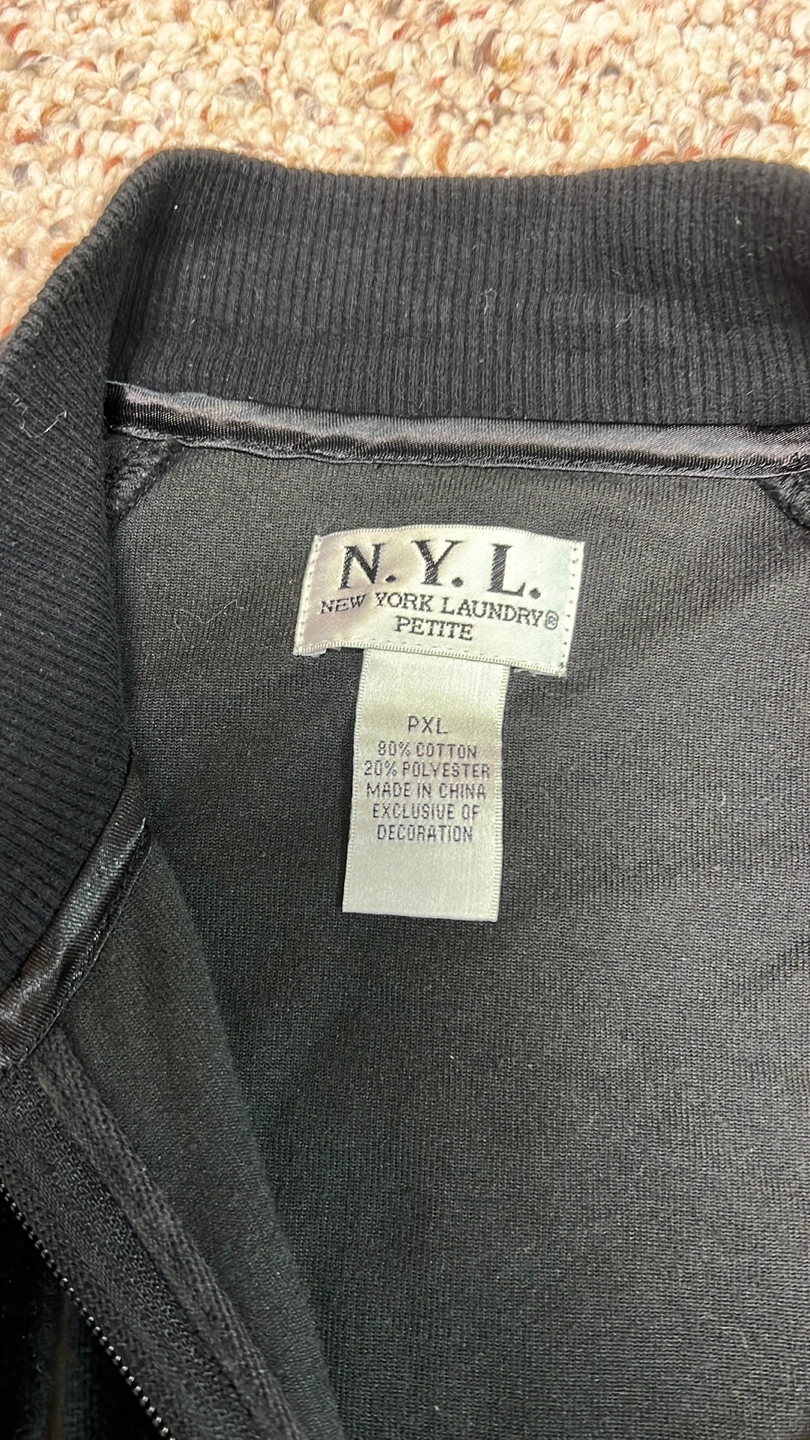 N. Y. L.
NEW YORK LAUNDRY®
PETITE
PXL
80% COTTON
20% POLYESTER
MADE IN CHINA
EXCLUSIVE OF
DECORATION